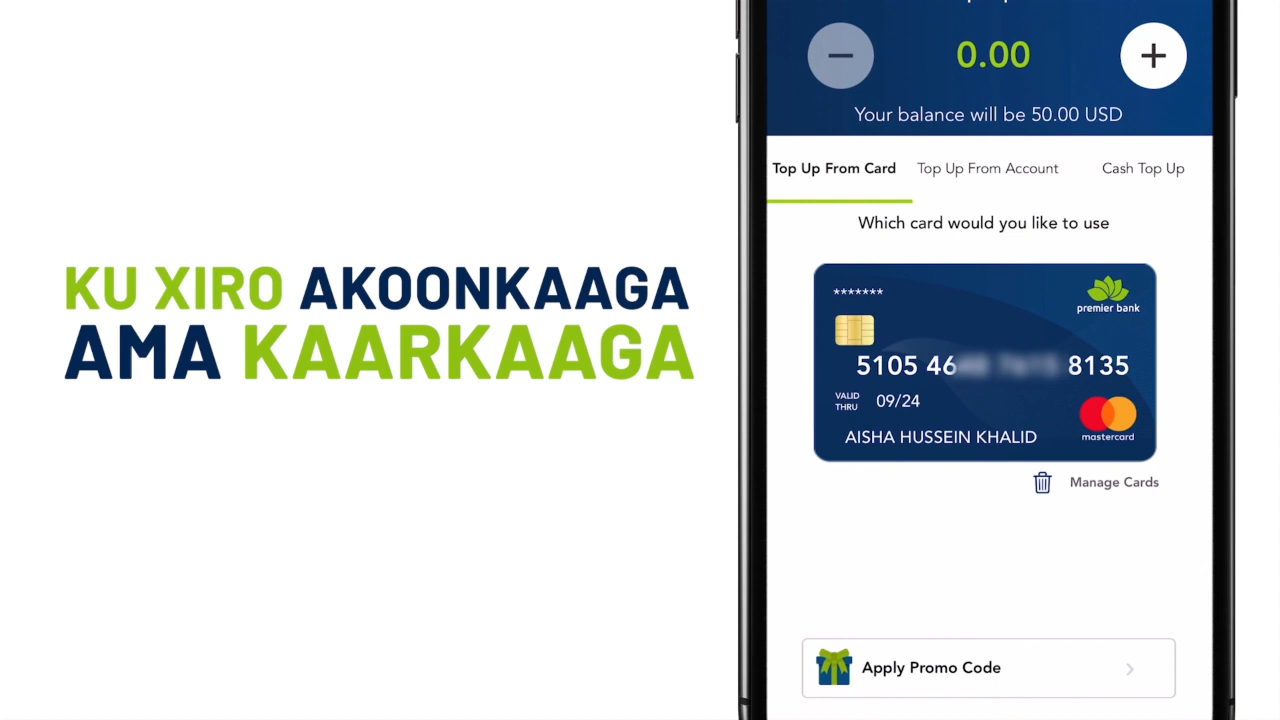 KU XIRO AKOONKAAGA
AMA KAARKAAGA
0.00
Your balance will be 50.00 USD
Top Up From Card Top Up From Account Cash Top Up
Which card would you like to use
*******
premier bank
5105 46 8135
VALID
THRU
09/24
AISHA HUSSEIN KHALID
mastercard
Manage Cards
Apply Promo Code